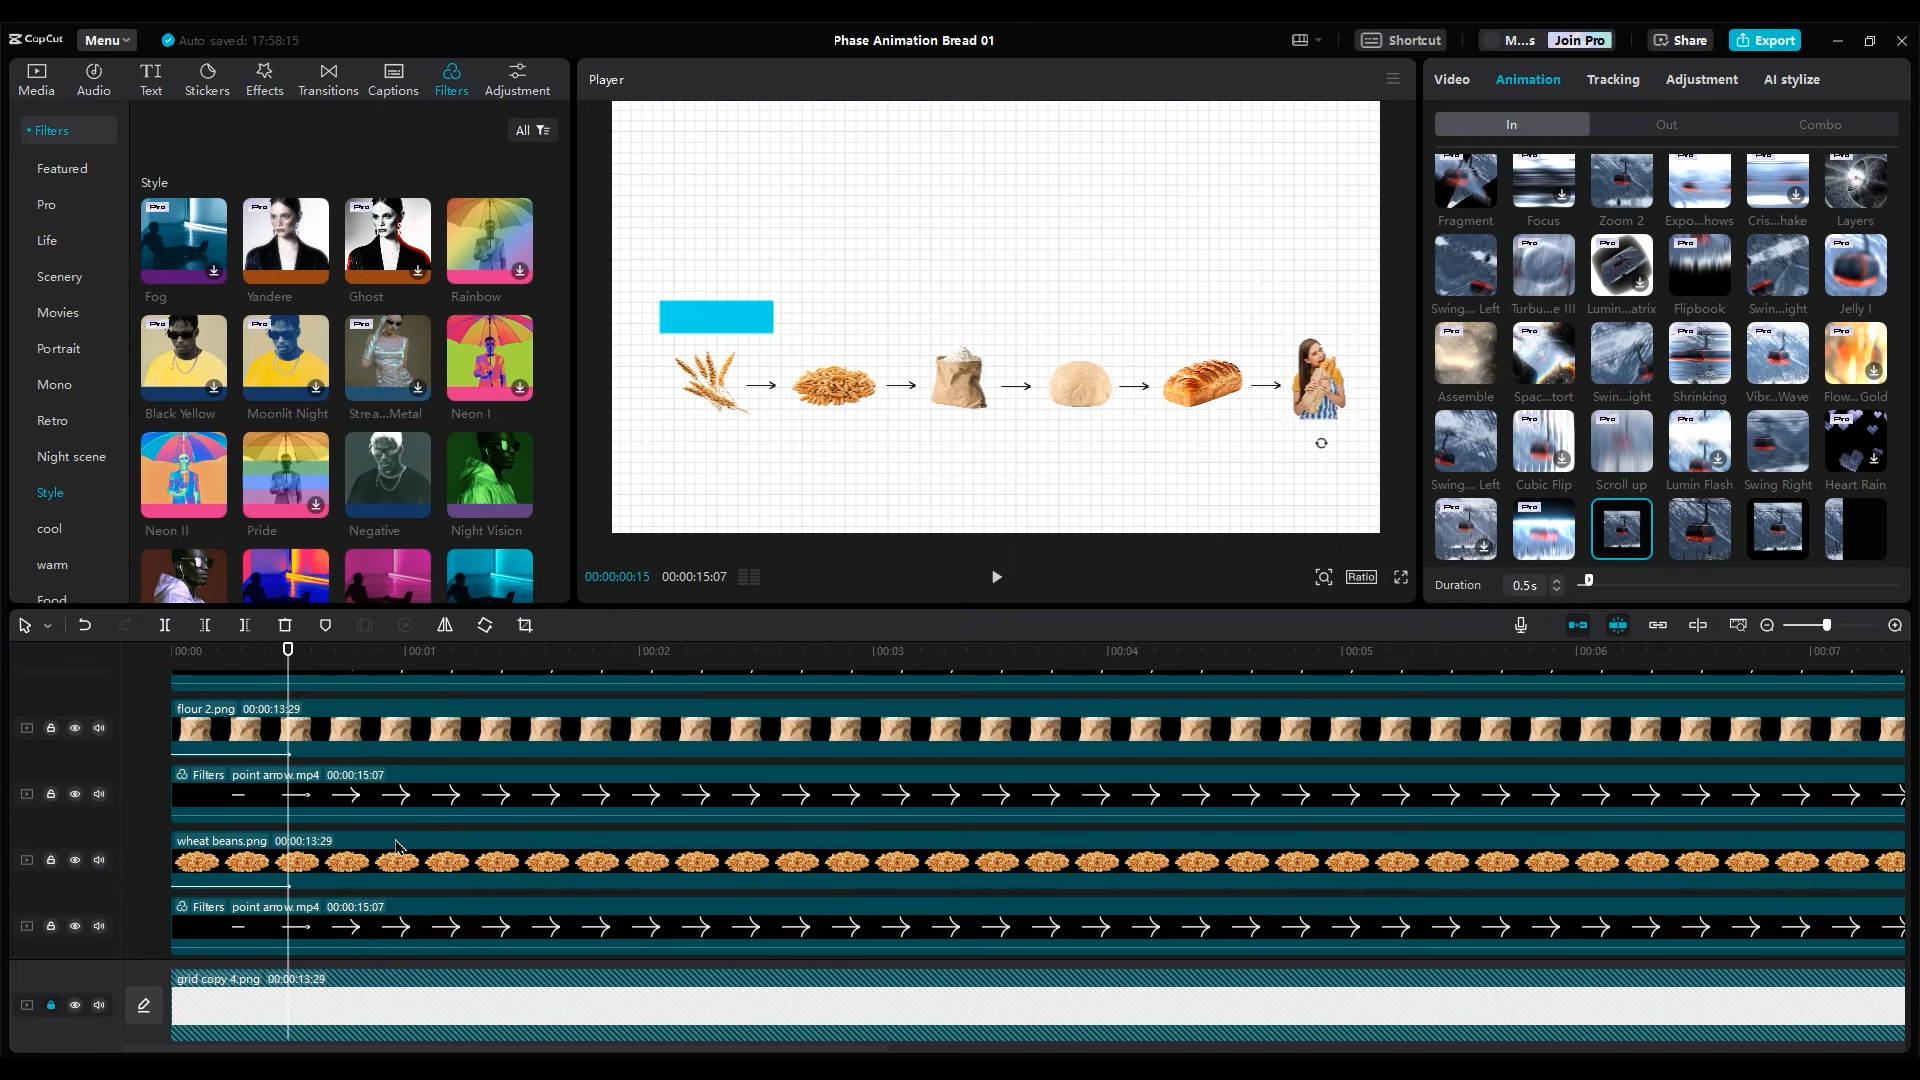 CapCut
Menu
Auto saved: 17:58:15
Phase Animation Bread 01
Shortcut
M...s
Join Pro
Share
Export
Media
Audio
Text
Stickers
Effects
Transitions
Captions
Filters
Adjustment
Filters
Featured
Pro
Life
Scenery
Movies
Portrait
Mono
Retro
Night scene
Style
cool
warm
Food
All
Style
Pro
Pro
Pro
Fog
Yandere
Ghost
Rainbow
Pro
Pro
Pro
Black Yellow
Moonlit Night
Strea...Metal
Neon I
Pro
Neon II
Pride
Negative
Night Vision
Player
00:00:00:15 / 00:00:15:07
Ratio
Video
Animation
Tracking
Adjustment
AI stylize
In
Out
Combo
Fragment
Focus
Zoom 2
Expo...hows
Cris...hake
Layers
Pro
Pro
Pro
Pro
Swing... Left
Turbu...e III
Lumin...atrix
Flipbook
Swin...ight
Jelly I
Pro
Pro
Pro
Pro
Pro
Assemble
Spac...tort
Swin...ight
Shrinking
Vibr...Wave
Flow...Gold
Pro
Pro
Pro
Pro
Pro
Swing... Left
Cubic Flip
Scroll up
Lumin Flash
Swing Right
Heart Rain
Pro
Pro
Duration
0.5s
00:00
00:01
00:02
00:03
00:04
00:05
00:06
00:07
flour 2.png 00:00:13:29
Filters point arrow.mp4 00:00:15:07
wheat beans.png 00:00:13:29
Filters point arrow.mp4 00:00:15:07
grid copy 4.png 00:00:13:29